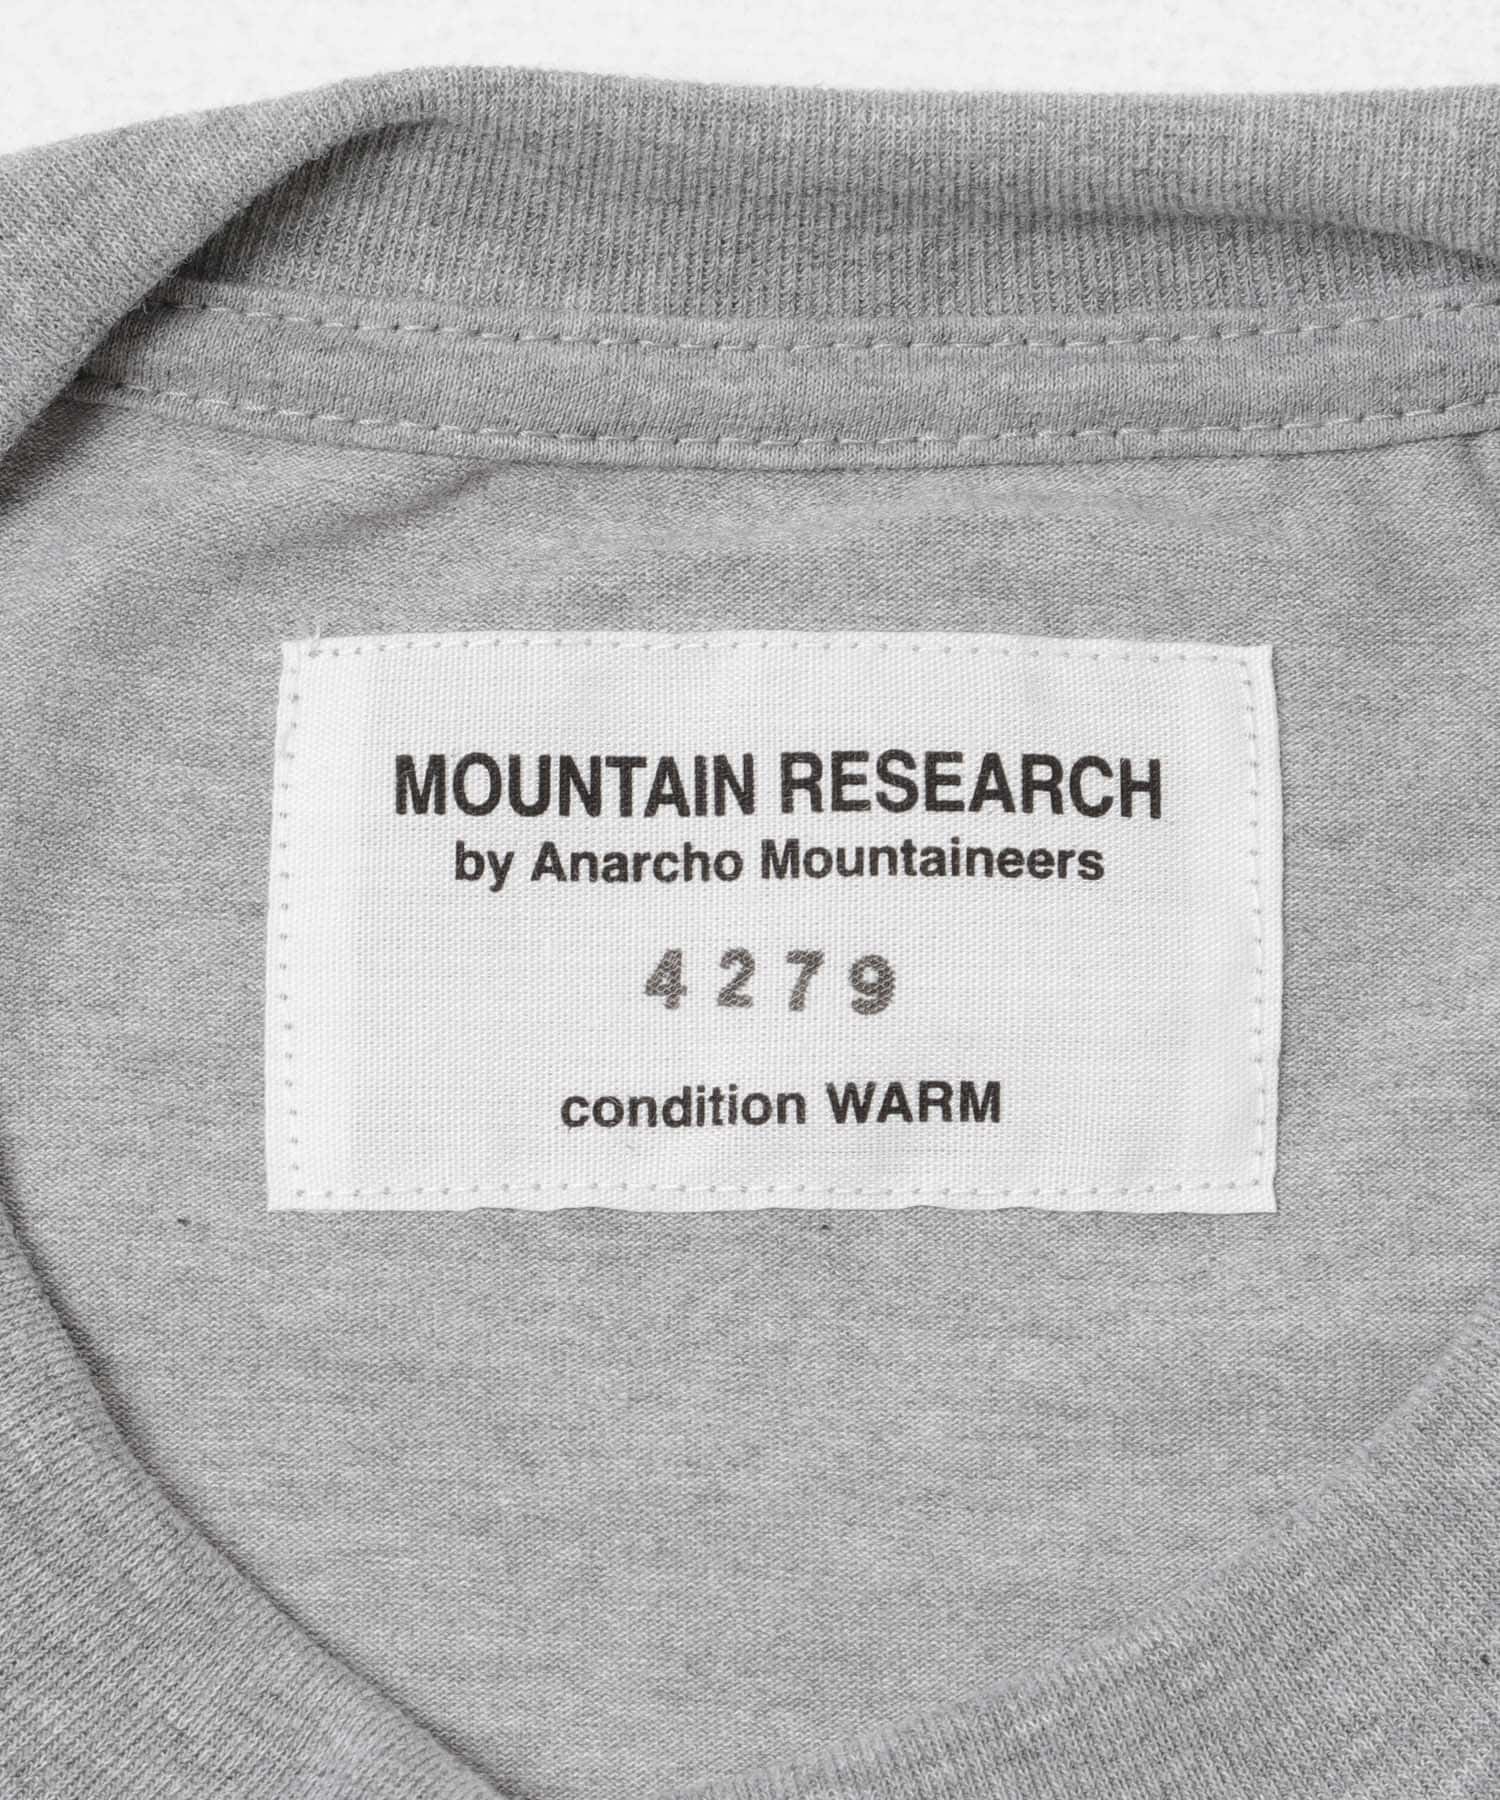 MOUNTAIN RESEARCH
by Anarcho Mountaineers
4279
condition WARM